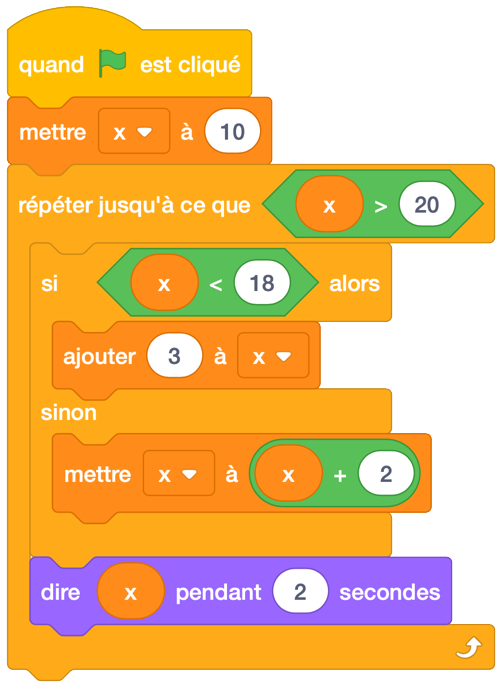 quand est cliqué
mettre x à 10
répéter jusqu'à ce que x > 20
si x < 18 alors
ajouter 3 à x
sinon
mettre x à x + 2
dire x pendant 2 secondes